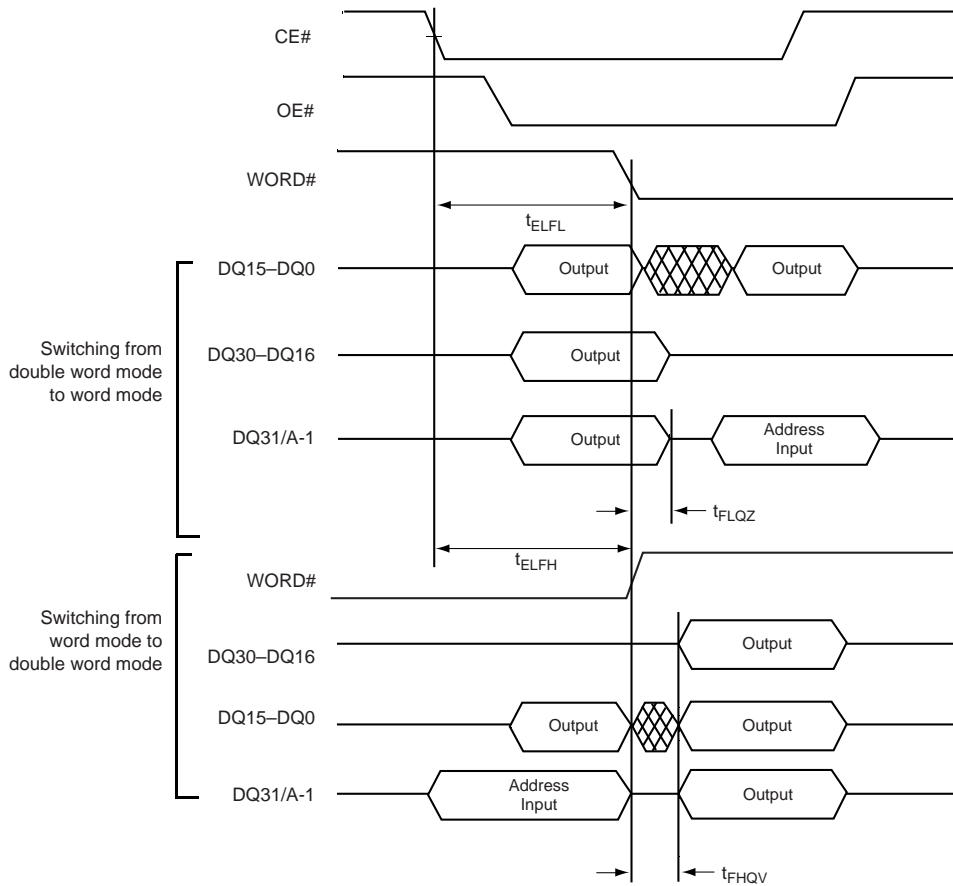 CE#
OE#
WORD#
tELFL
DQ15–DQ0
Output
Output
Switching from
double word mode
to word mode
DQ30–DQ16
Output
DQ31/A-1
Output
Address
Input
tFLQZ
tELFH
WORD#
Switching from
word mode to
double word mode
DQ30–DQ16
Output
DQ15–DQ0
Output
Output
DQ31/A-1
Address
Input
Output
tFHQV